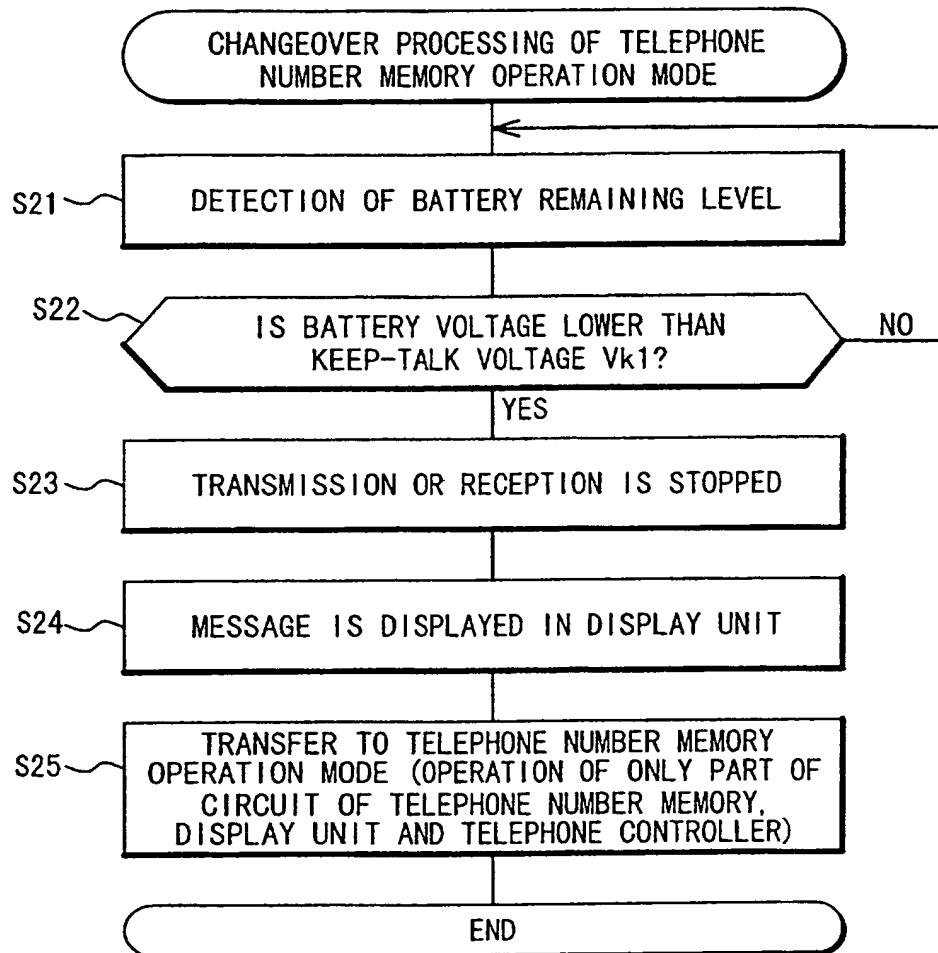 CHANGEOVER PROCESSING OF TELEPHONE
NUMBER MEMORY OPERATION MODE
S21
DETECTION OF BATTERY REMAINING LEVEL
S22
IS BATTERY VOLTAGE LOWER THAN
KEEP-TALK VOLTAGE Vk1?
NO
YES
S23
TRANSMISSION OR RECEPTION IS STOPPED
S24
MESSAGE IS DISPLAYED IN DISPLAY UNIT
S25
TRANSFER TO TELEPHONE NUMBER MEMORY
OPERATION MODE (OPERATION OF ONLY PART OF
CIRCUIT OF TELEPHONE NUMBER MEMORY,
DISPLAY UNIT AND TELEPHONE CONTROLLER)
END